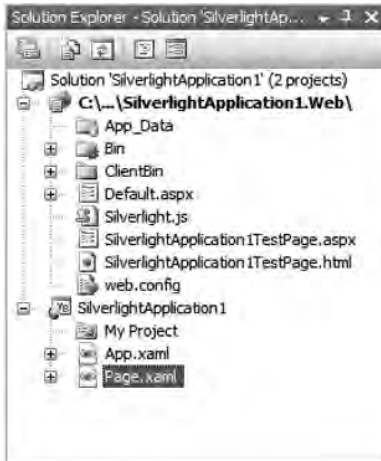 Solution Explorer - Solution 'SilverlightAp...
Solution 'SilverlightApplication1' (2 projects)
C:\...\SilverlightApplication1.Web\
App_Data
Bin
ClientBin
Default.aspx
Silverlight.js
SilverlightApplication1TestPage.aspx
SilverlightApplication1TestPage.html
web.config
SilverlightApplication1
My Project
App.xaml
Page.xaml